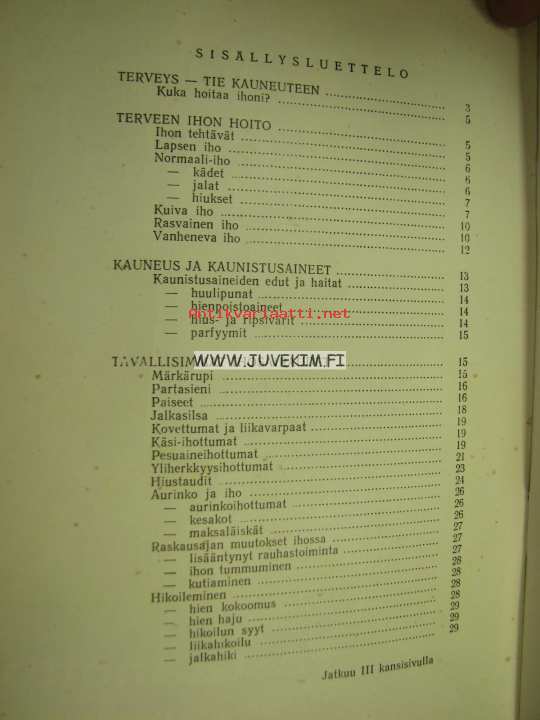 SISÄLLYSLUETTELO
TERVEYS — TIE KAUNEUTEEN 3
Kuka hoitaa ihoni? 5
TERVEEN IHON HOITO 5
Ihon tehtävät 5
Lapsen iho 6
Normaali-iho 6
— kädet 6
— jalat 7
— hiukset 7
Kuiva iho 10
Rasvainen iho 10
Vanheneva iho 12
KAUNEUS JA KAUNISTUSAINEET 13
Kaunistusaineiden edut ja haitat 13
— huulipunat 14
— hienpoistoaineet 14
Antikvariaatti.net
— hius- ja ripsivärit 14
— parfyymit 15
TAVALLISIM 15
WWW.JUVEKIM.FI
Märkärupi 15
Partasieni 16
Paiseet 16
Jalkasilsa 18
Kovettumat ja liikavarpaat 19
Käsi-ihottumat 19
Pesuaineihottumat 21
Yliherkkyysihottumat 23
Hiustaudit 24
Aurinko ja iho 26
— aurinkoihottumat 26
— kesakot 26
— maksaläiskät 27
Raskausajan muutokset ihossa 27
— lisääntynyt rauhastoiminta 27
— ihon tummuminen 28
— kutiaminen 28
Hikoileminen 28
— hien kokoomus 28
— hien haju 29
— hikoilun syyt 29
— liikahikoilu 29
— jalkahiki
Jatkuu III kansisivulla